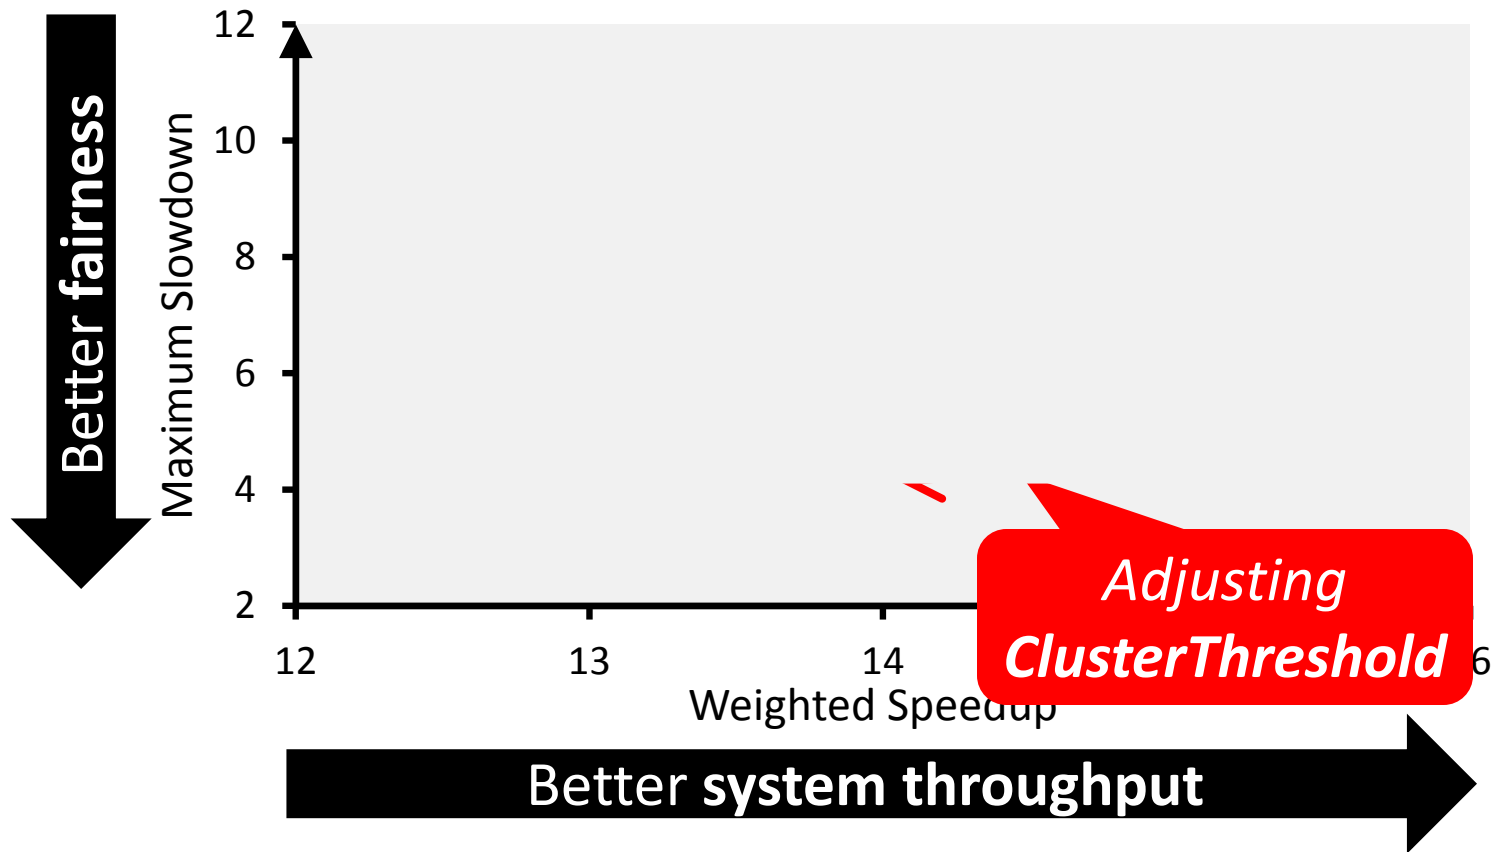 Better fairness
Maximum Slowdown
12
10
8
6
4
2
12
13
14
6
Weighted Speedup
Adjusting
ClusterThreshold
Better system throughput